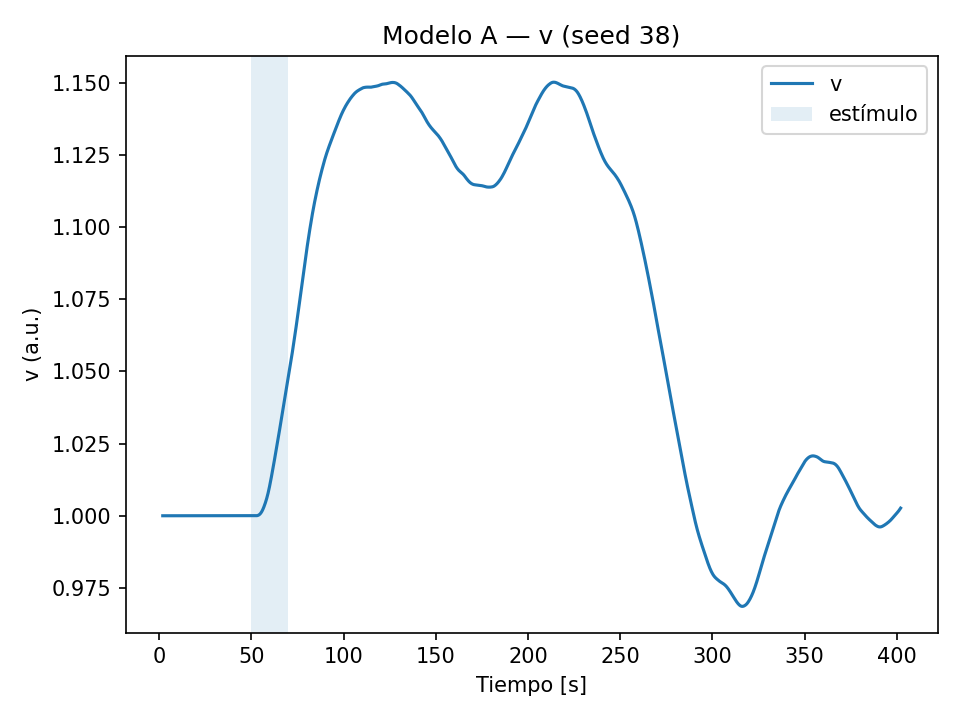 Modelo A — v (seed 38)
v
estímulo
v (a.u.)
1.150
1.125
1.100
1.075
1.050
1.025
1.000
0.975
0 50 100 150 200 250 300 350 400
Tiempo [s]